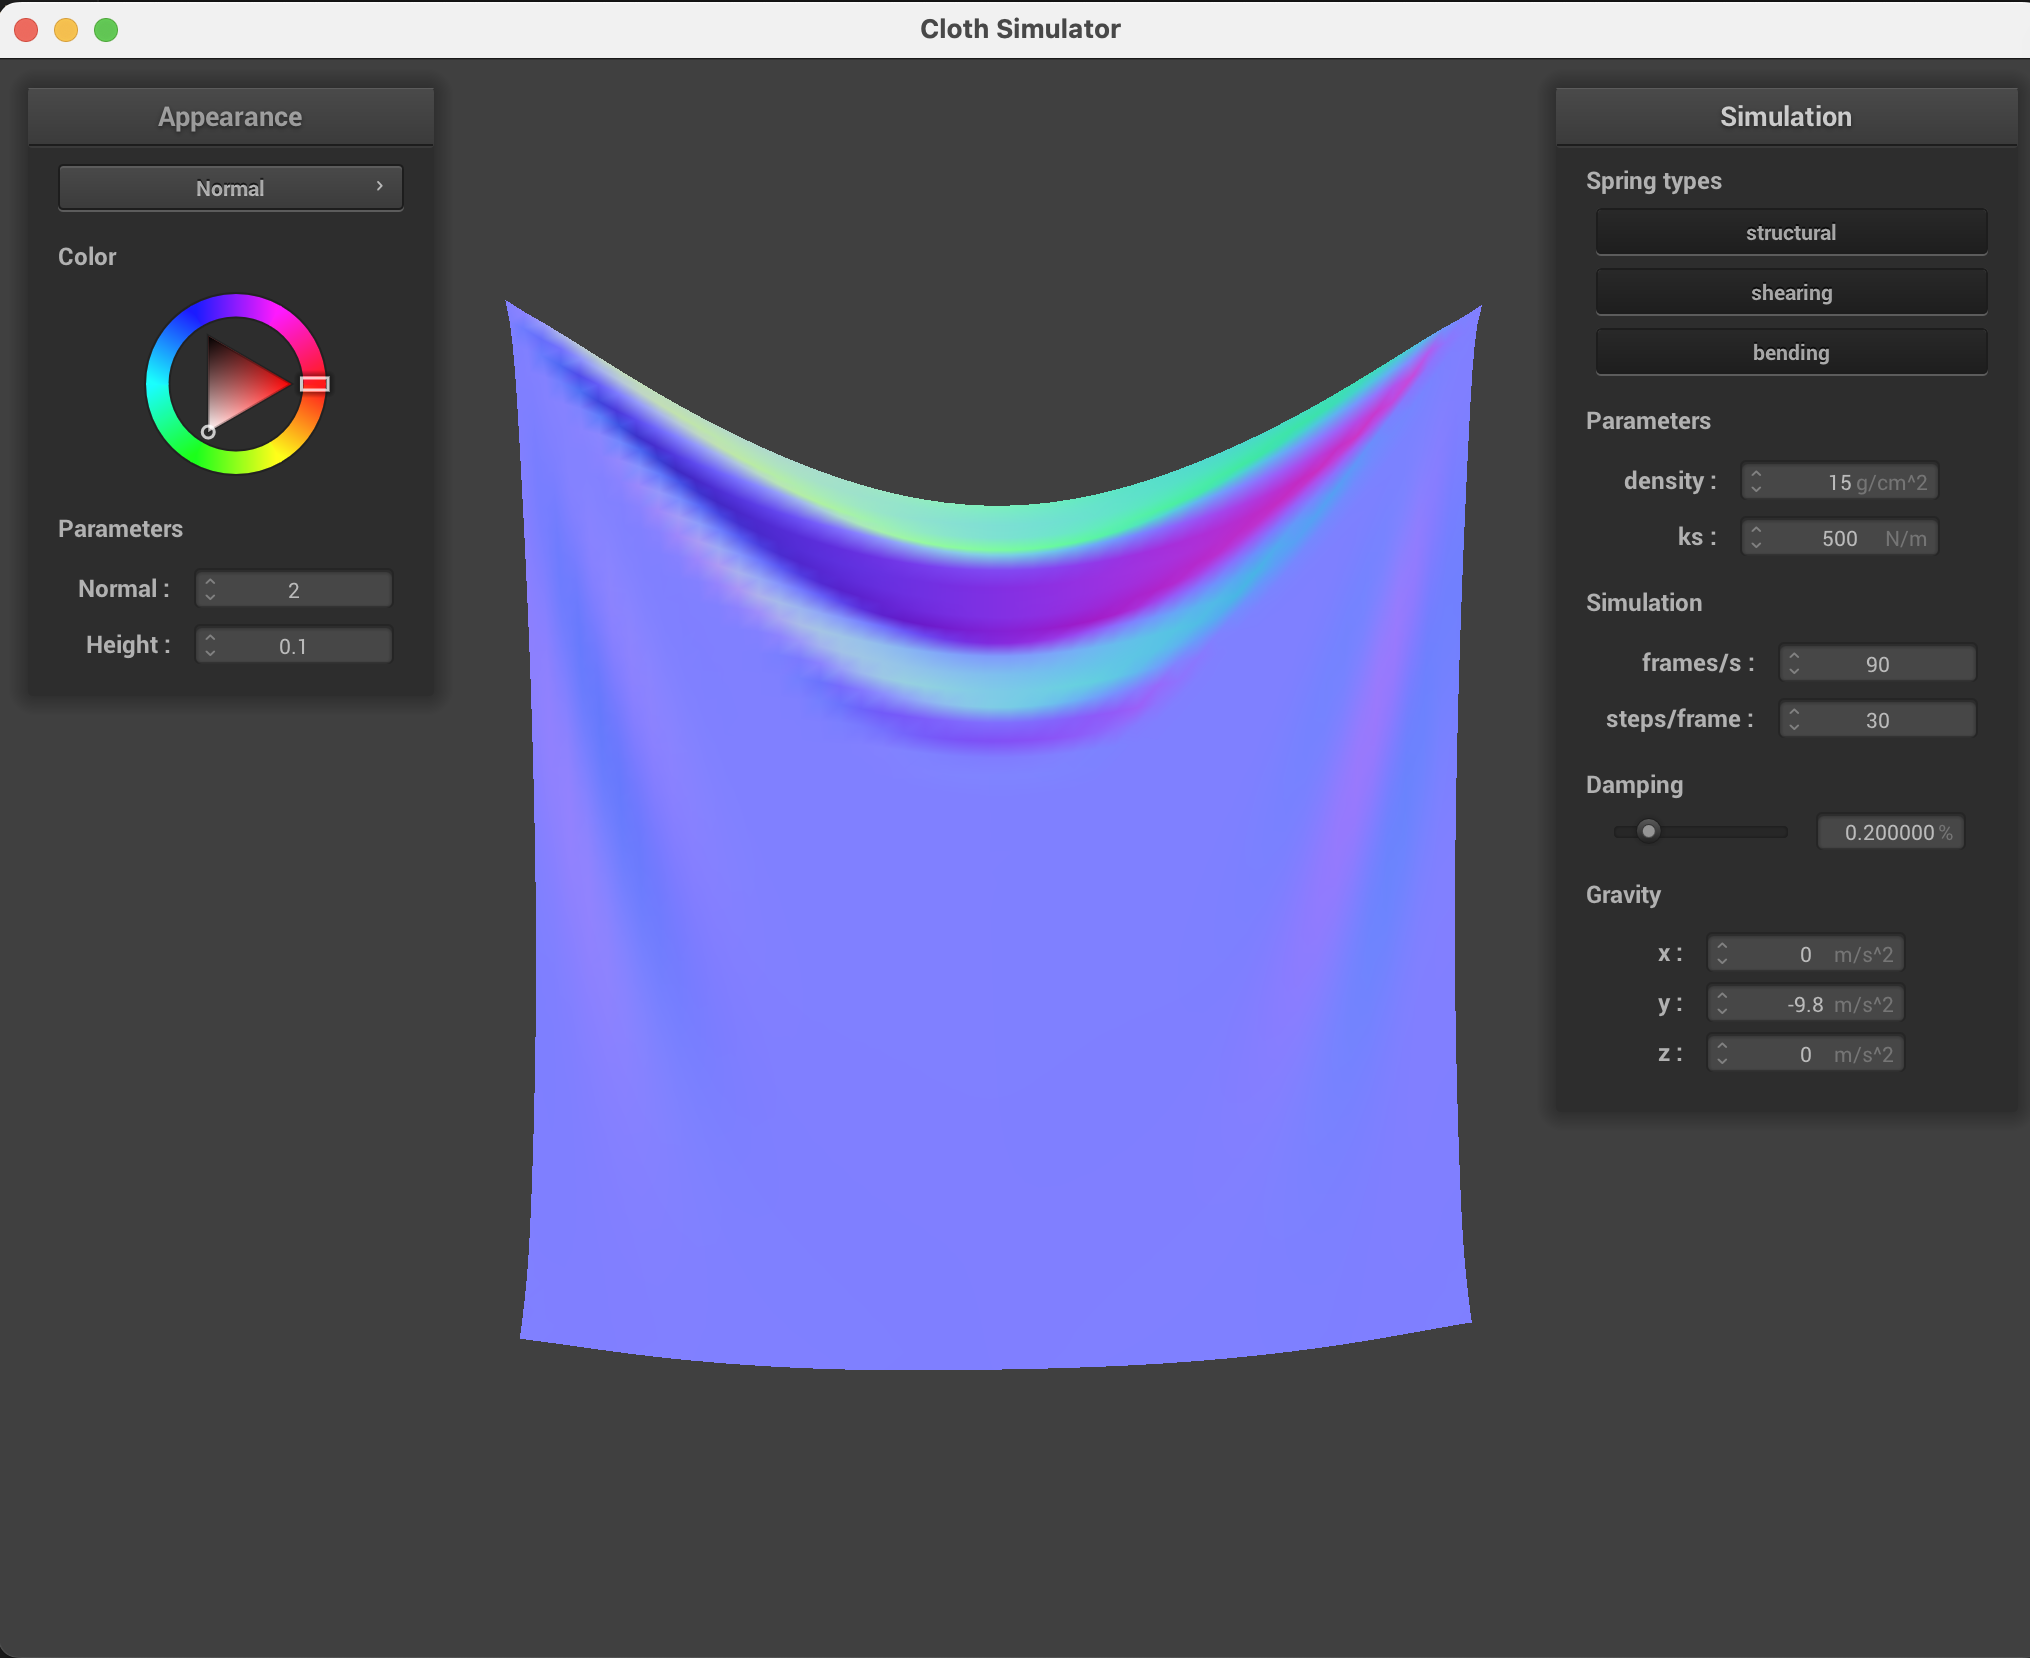 Cloth Simulator
Appearance
Normal
Color
Parameters
Normal : 2
Height : 0.1
Simulation
Spring types
structural
shearing
bending
Parameters
density : 15 g/cm^2
ks : 500 N/m
Simulation
frames/s : 90
steps/frame : 30
Damping
0.200000 %
Gravity
x : 0 m/s^2
y : -9.8 m/s^2
z : 0 m/s^2